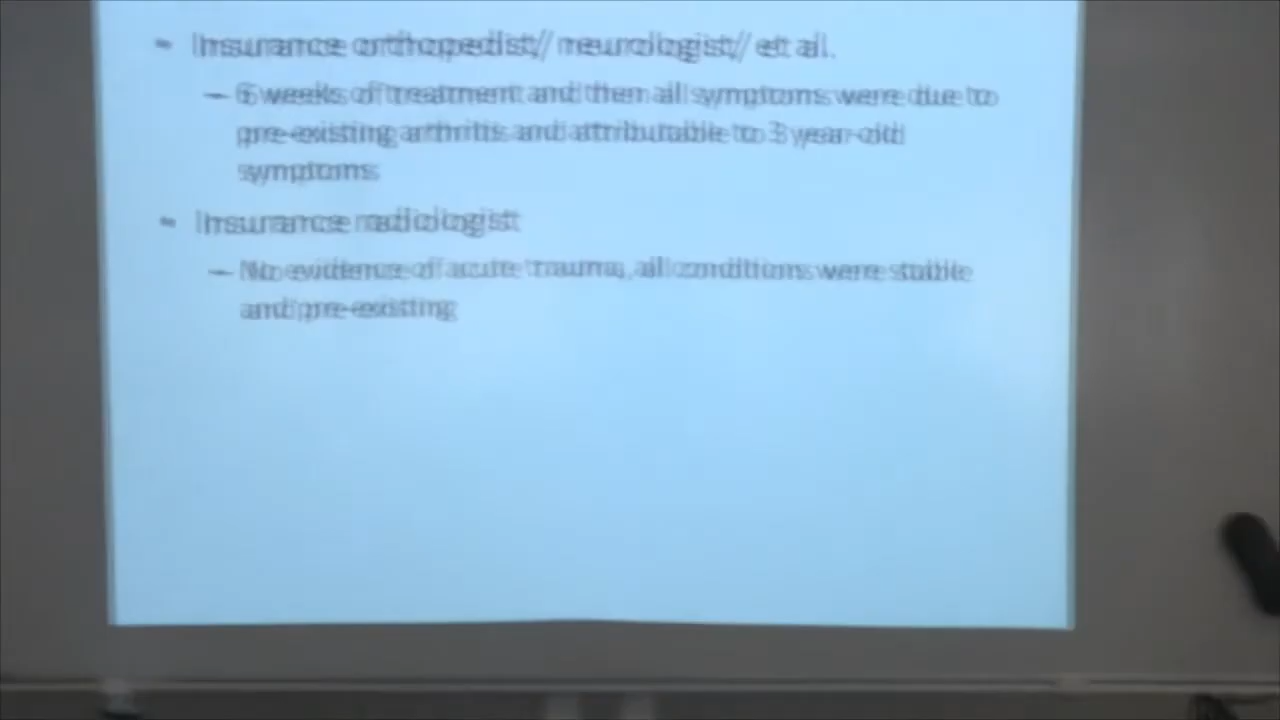 • Insurance orthopedist/ neurologist/ et al.
– 6 weeks of treatment and then all symptoms were due to
pre-existing arthritis and attributable to 3 year-old
symptoms
• Insurance radiologist
– No evidence of acute trauma, all conditions were stable
and pre-existing